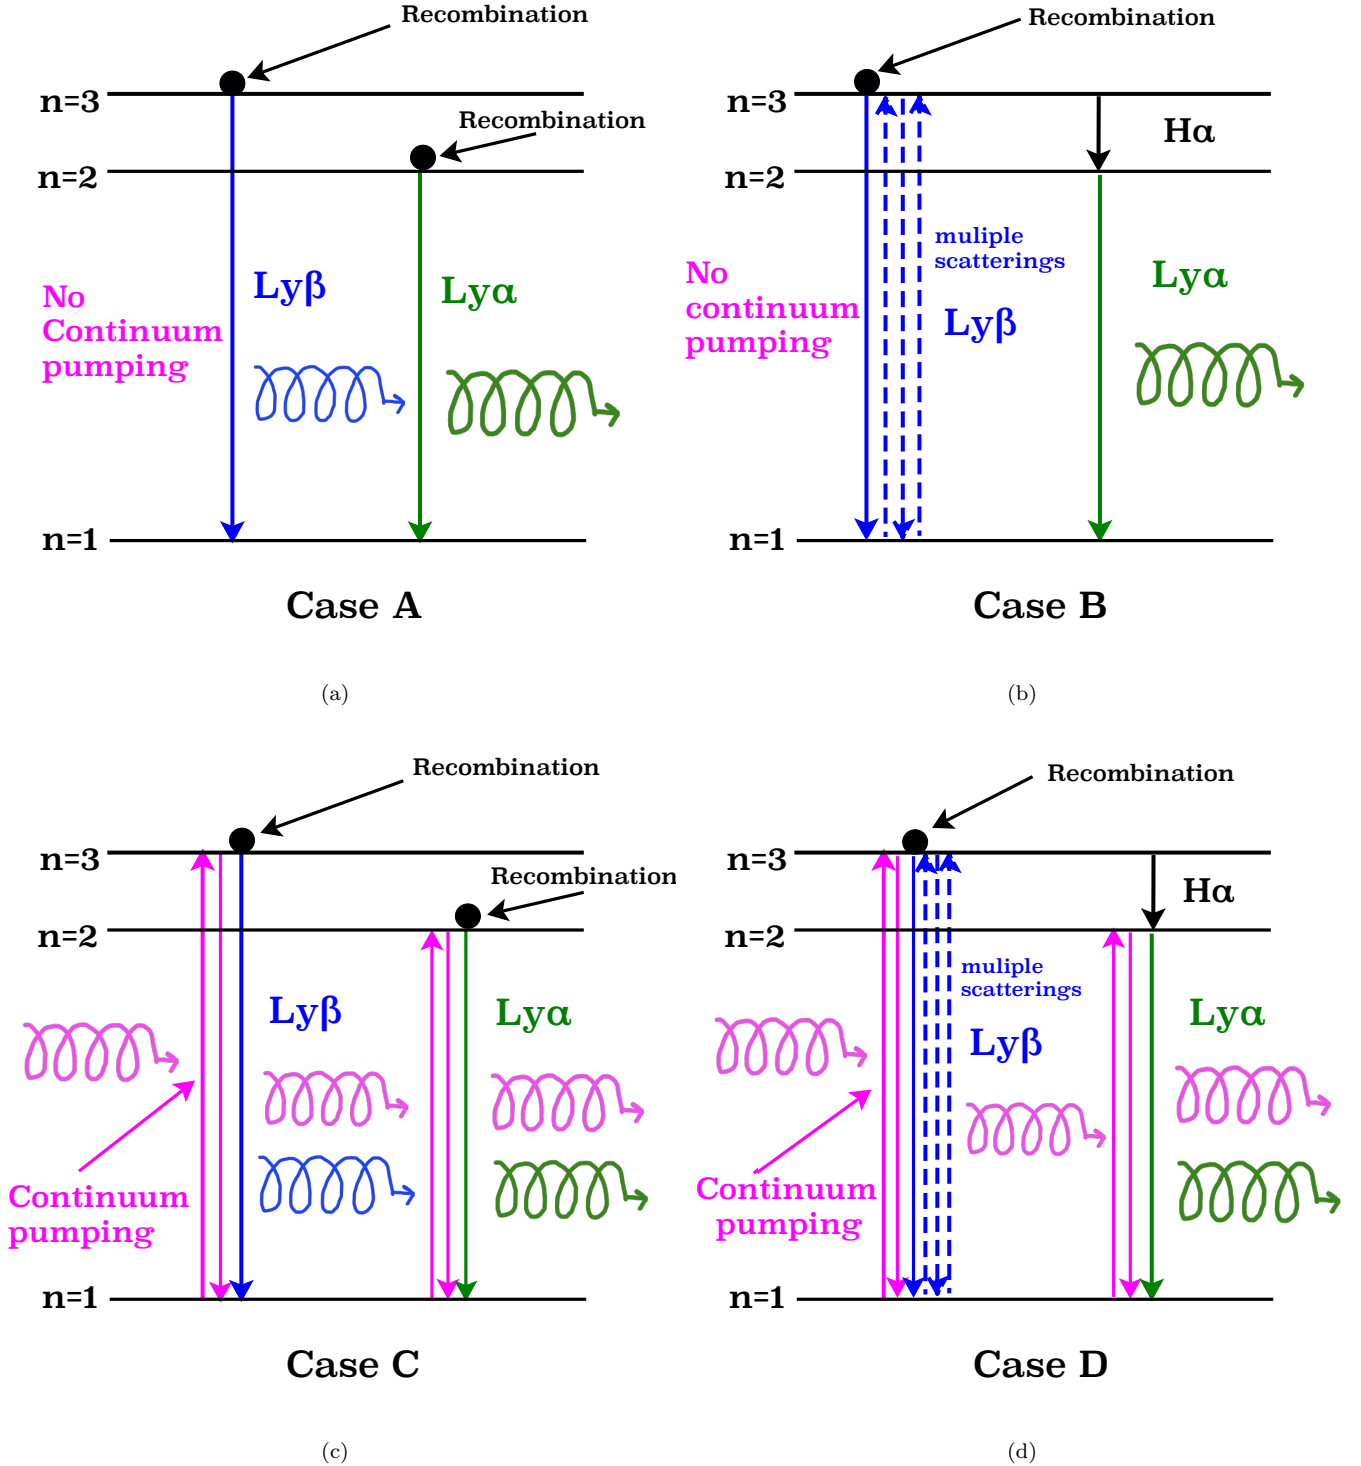 Recombination
n=3
Recombination
n=2
Lyβ
Lyα
No
Continuum
pumping
n=1
Case A
(a)
Recombination
n=3
Hα
n=2
muliple
scatterings
Lyα
No
continuum
pumping
Lyβ
n=1
Case B
(b)
Recombination
n=3
Recombination
n=2
Lyβ
Lyα
Continuum
pumping
n=1
Case C
(c)
Recombination
n=3
Hα
n=2
muliple
scatterings
Lyα
Lyβ
Continuum
pumping
n=1
Case D
(d)